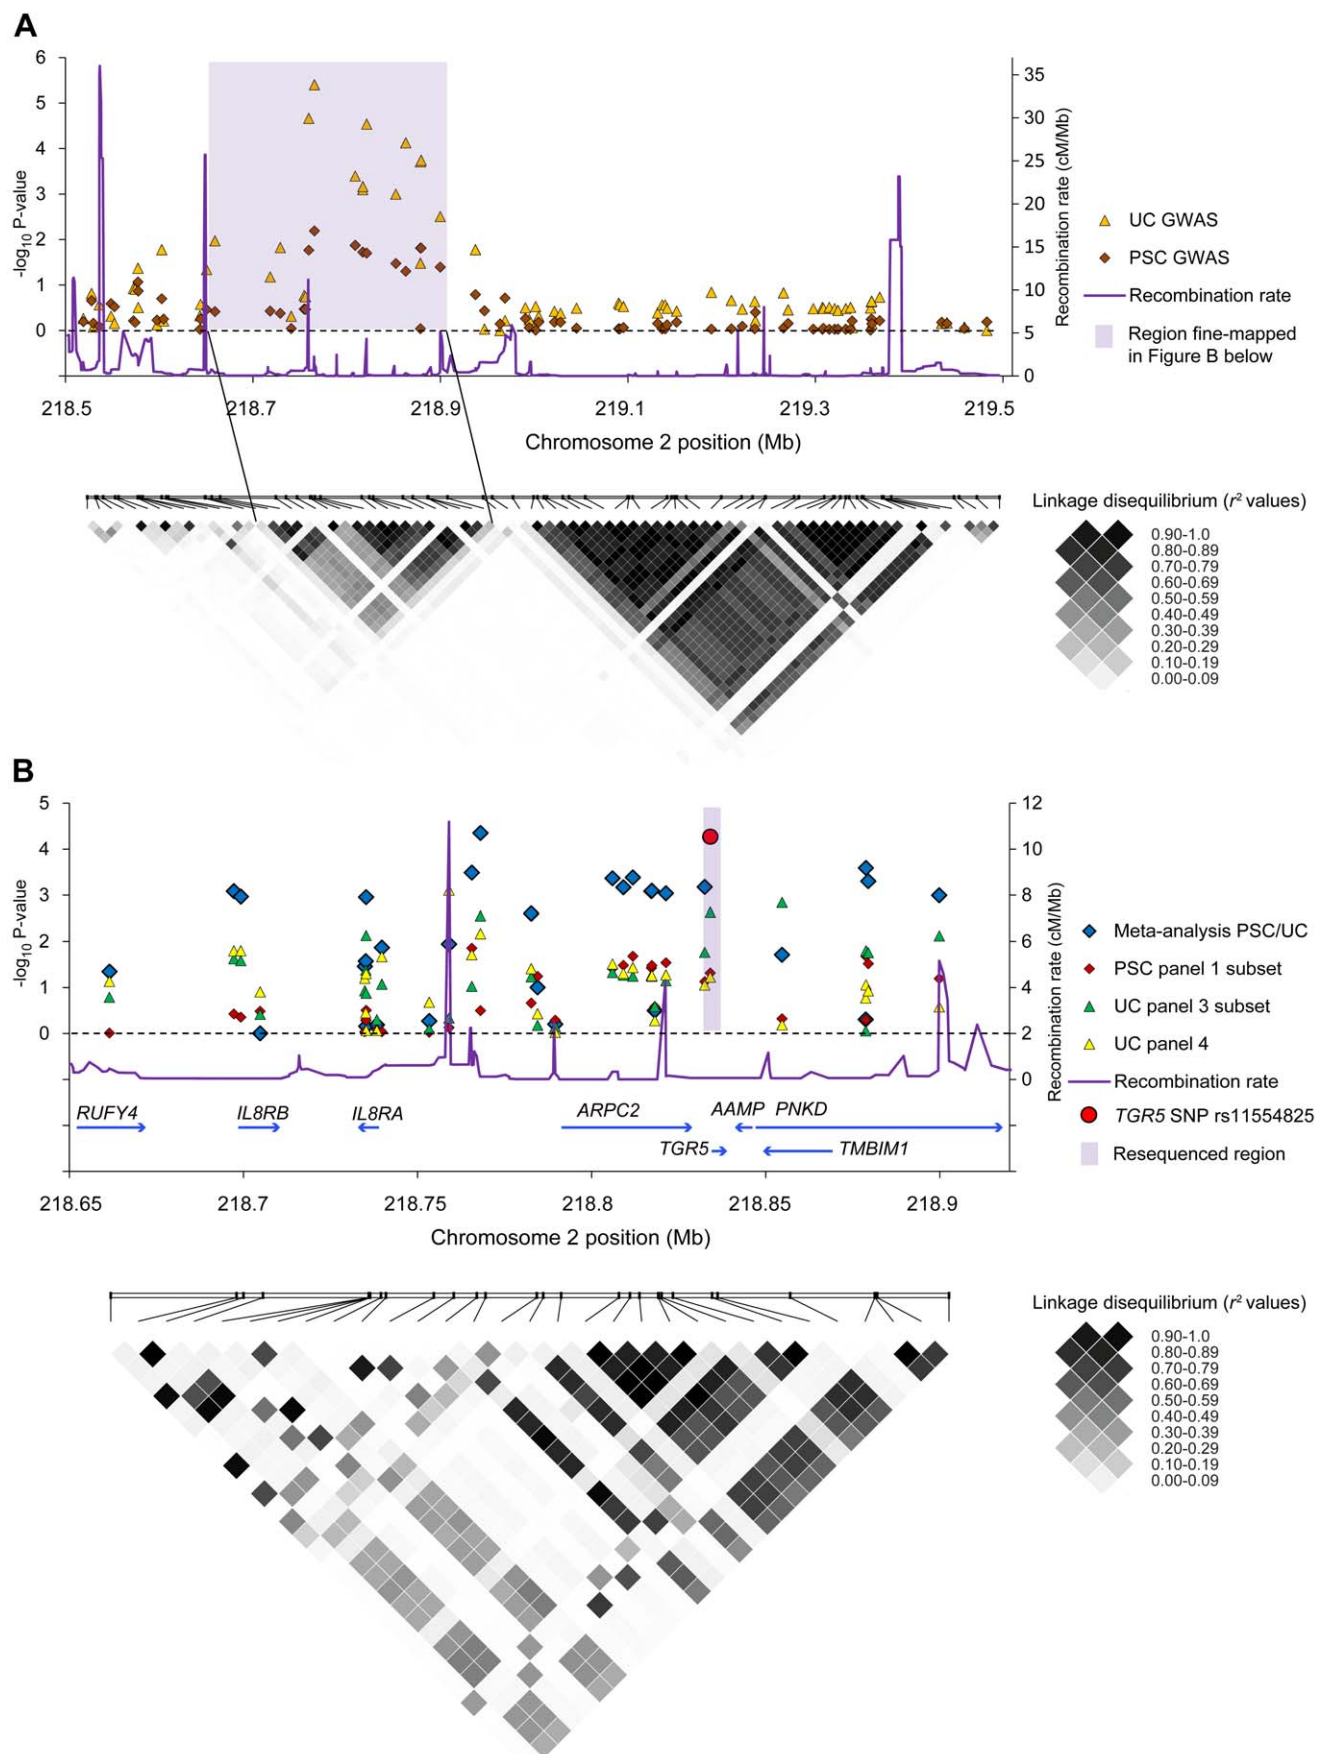 A
6
5
4
3
2
1
0
-log10 P-value
35
30
25
20
15
10
5
0
Recombination rate (cM/Mb)
UC GWAS
PSC GWAS
Recombination rate
Region fine-mapped
in Figure B below
218.5 218.7 218.9 219.1 219.3 219.5
Chromosome 2 position (Mb)
Linkage disequilibrium (r² values)
0.90-1.0
0.80-0.89
0.70-0.79
0.60-0.69
0.50-0.59
0.40-0.49
0.30-0.39
0.20-0.29
0.10-0.19
0.00-0.09
B
5
4
3
2
1
0
-log10 P-value
12
10
8
6
4
2
0
Recombination rate (cM/Mb)
Meta-analysis PSC/UC
PSC panel 1 subset
UC panel 3 subset
UC panel 4
Recombination rate
TGR5 SNP rs11554825
Resequenced region
RUFY4 IL8RB IL8RA ARPC2 AAMP PNKD
TGR5 TMBIM1
218.65 218.7 218.75 218.8 218.85 218.9
Chromosome 2 position (Mb)
Linkage disequilibrium (r² values)
0.90-1.0
0.80-0.89
0.70-0.79
0.60-0.69
0.50-0.59
0.40-0.49
0.30-0.39
0.20-0.29
0.10-0.19
0.00-0.09